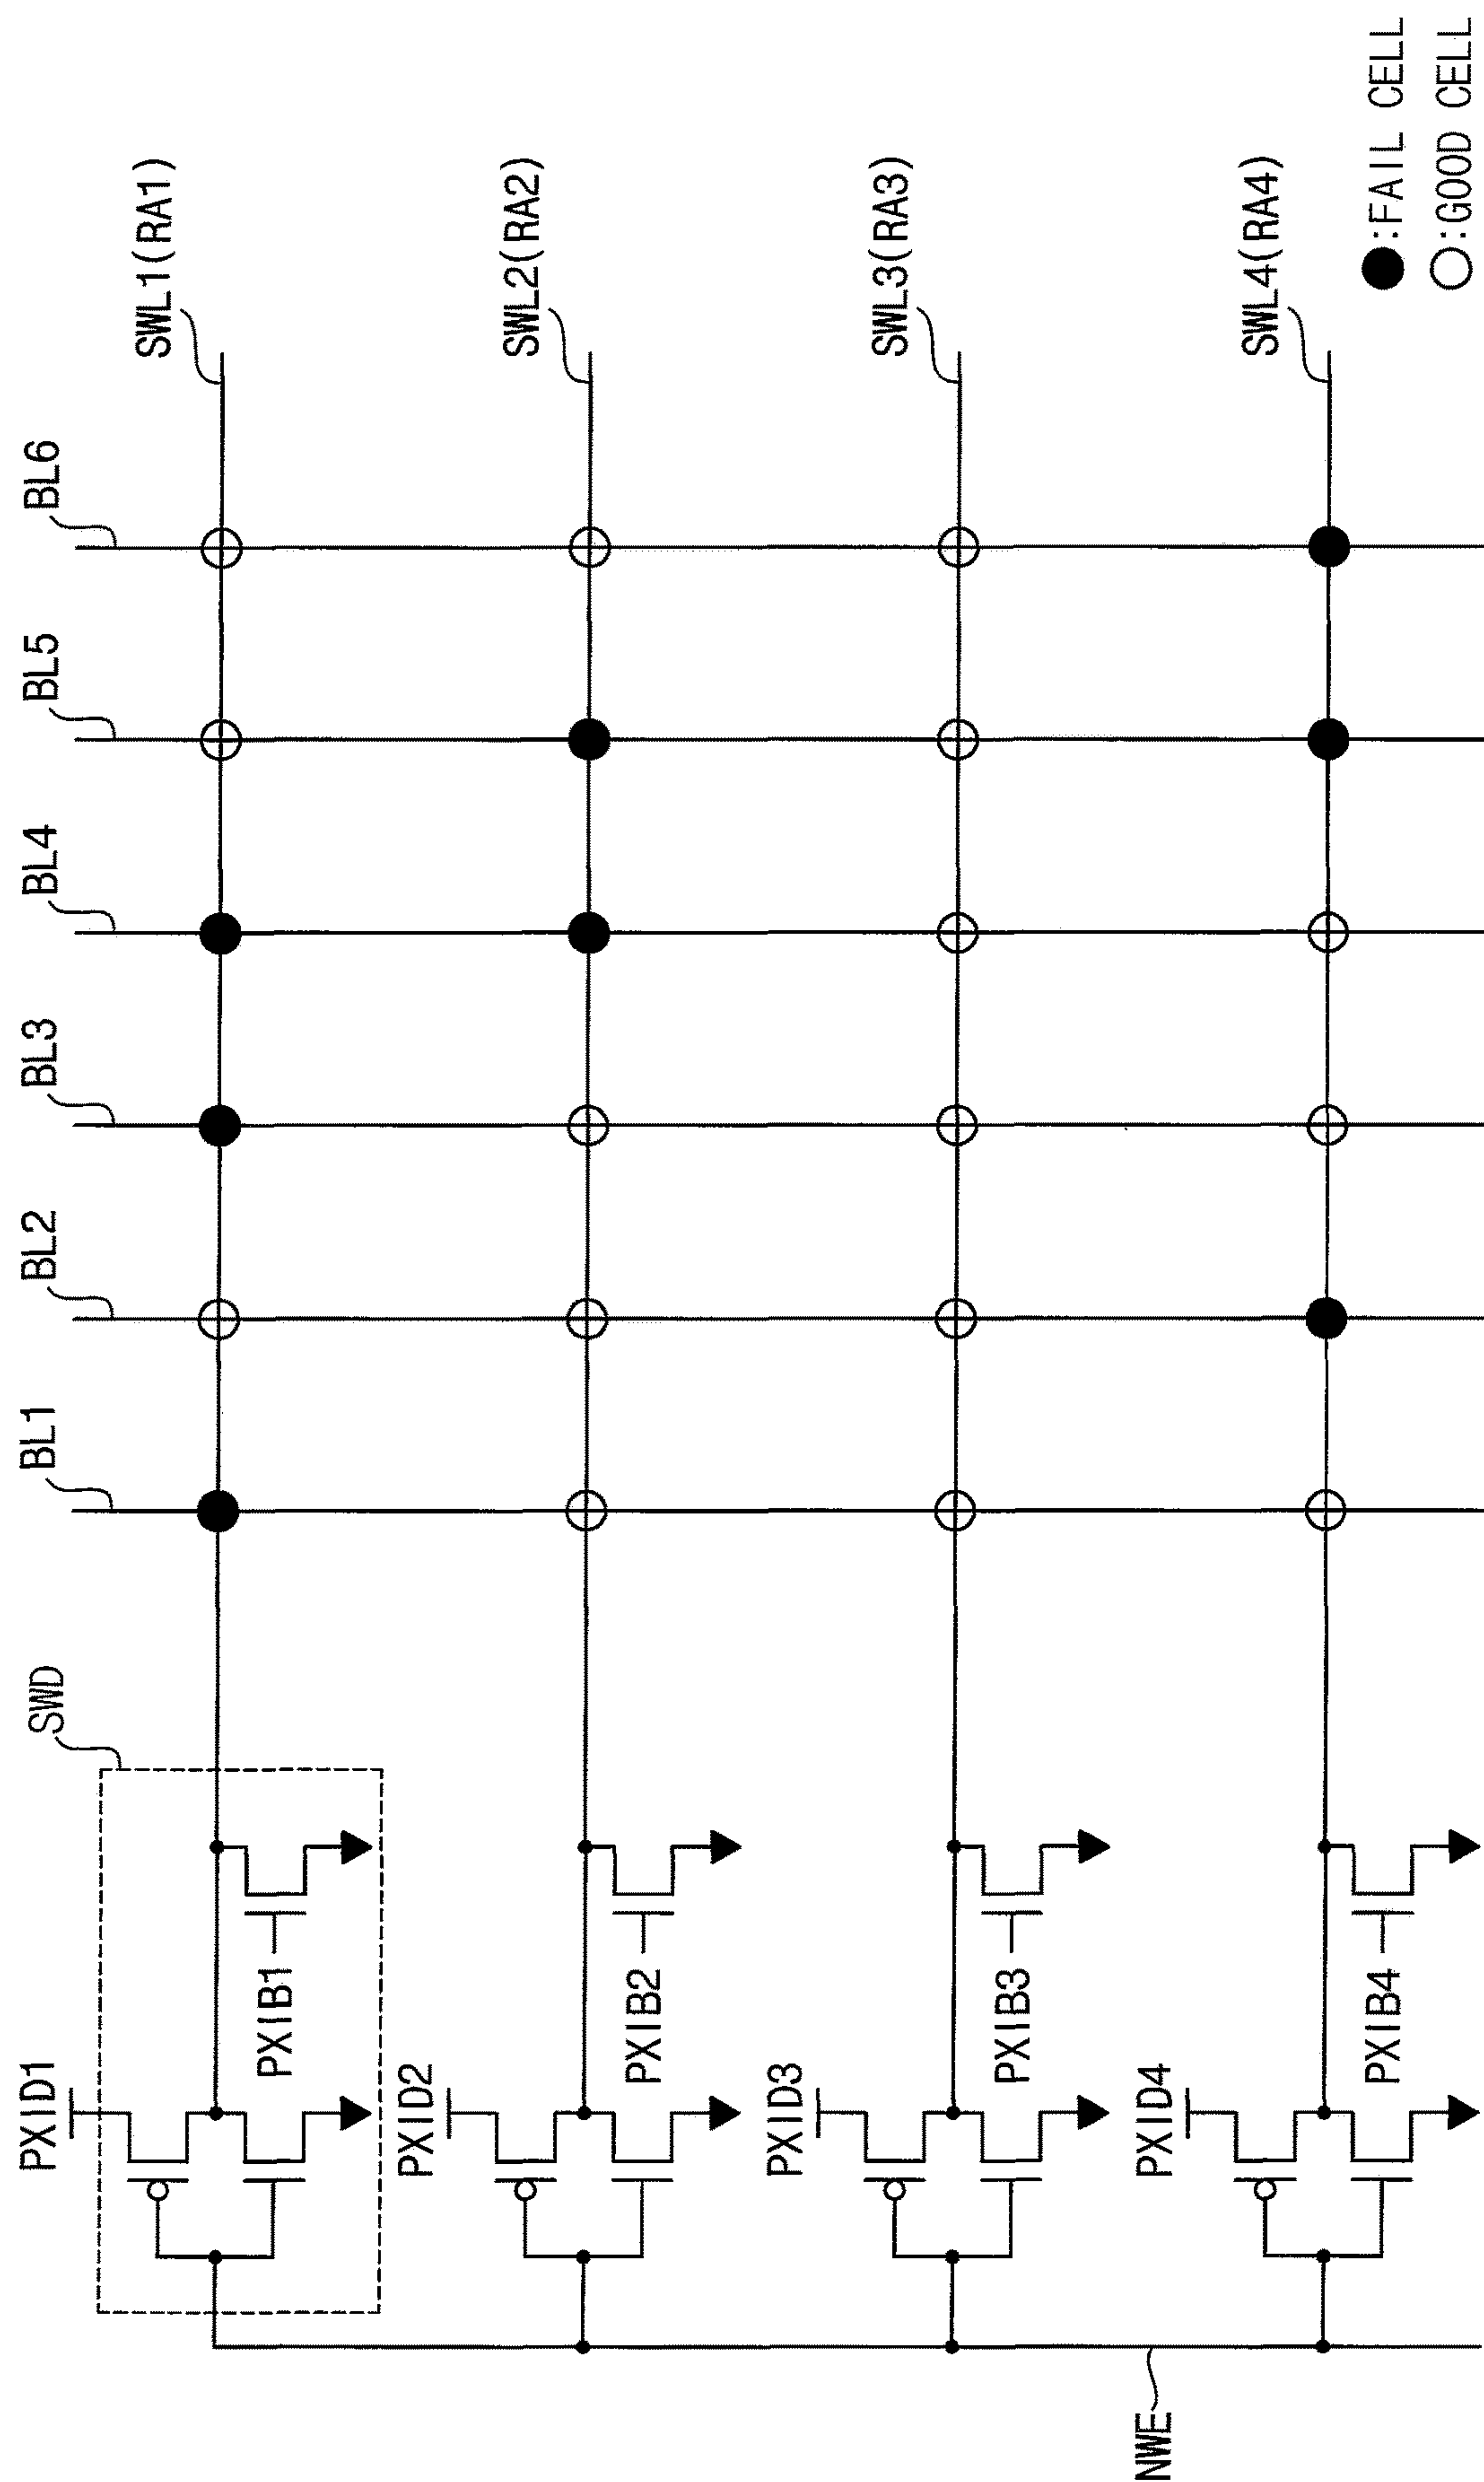 PXID1
SWD
BL1
BL2
BL3
BL4
BL5
BL6
PXIB1
SWL1(RA1)
PXID2
PXIB2
SWL2(RA2)
PXID3
PXIB3
SWL3(RA3)
PXID4
PXIB4
SWL4(RA4)
NWE
:FAIL CELL
:GOOD CELL